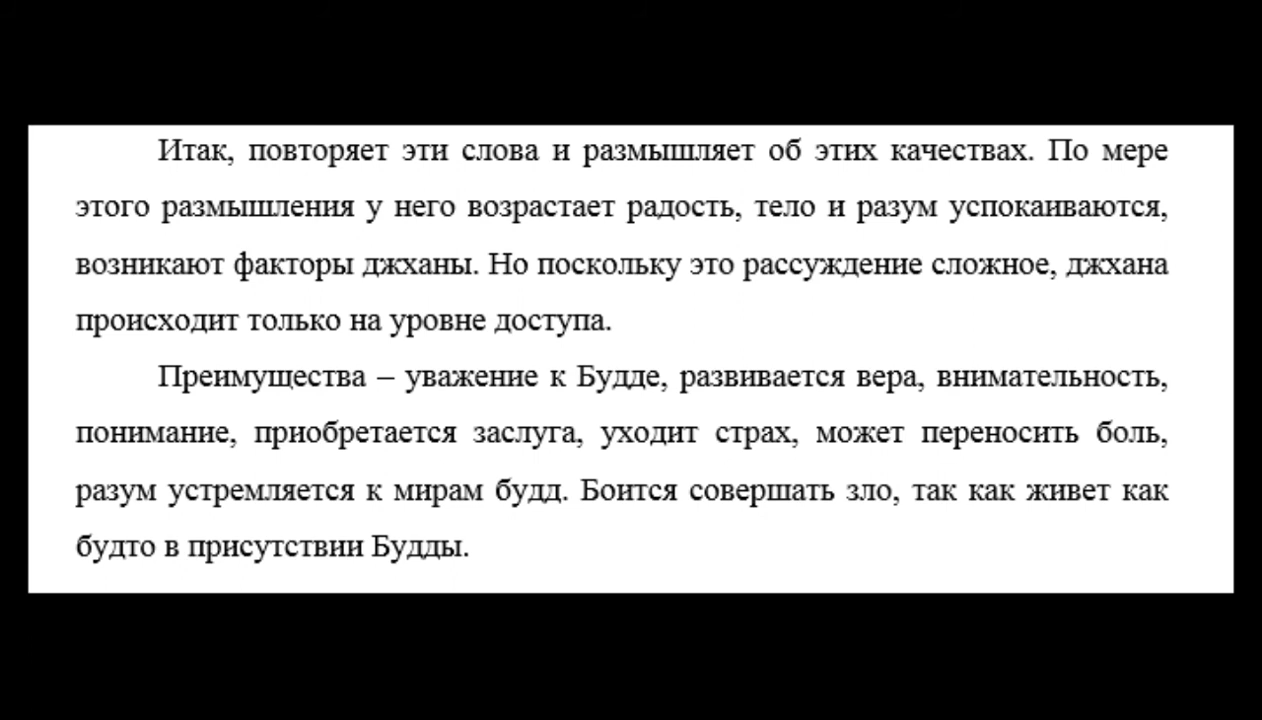 Итак, повторяет эти слова и размышляет об этих качествах. По мере
этого размышления у него возрастает радость, тело и разум успокаиваются,
возникают факторы джханы. Но поскольку это рассуждение сложное, джхана
происходит только на уровне доступа.
Преимущества – уважение к Будде, развивается вера, внимательность,
понимание, приобретается заслуга, уходит страх, может переносить боль,
разум устремляется к мирам будд. Боится совершать зло, так как живет как
будто в присутствии Будды.